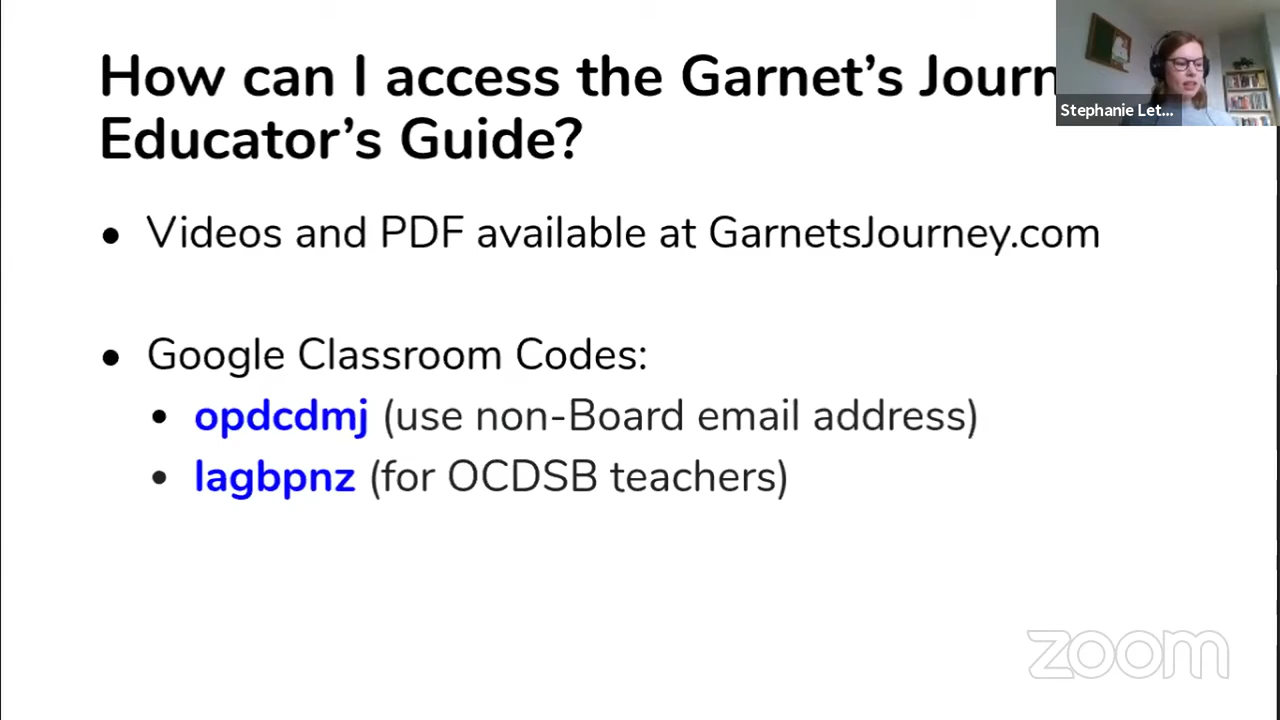 How can I access the Garnet's Journ
Educator's Guide?
Stephanie Let...
• Videos and PDF available at GarnetsJourney.com
• Google Classroom Codes:
• opdcdmj (use non-Board email address)
• lagbpnz (for OCDSB teachers)
zoom